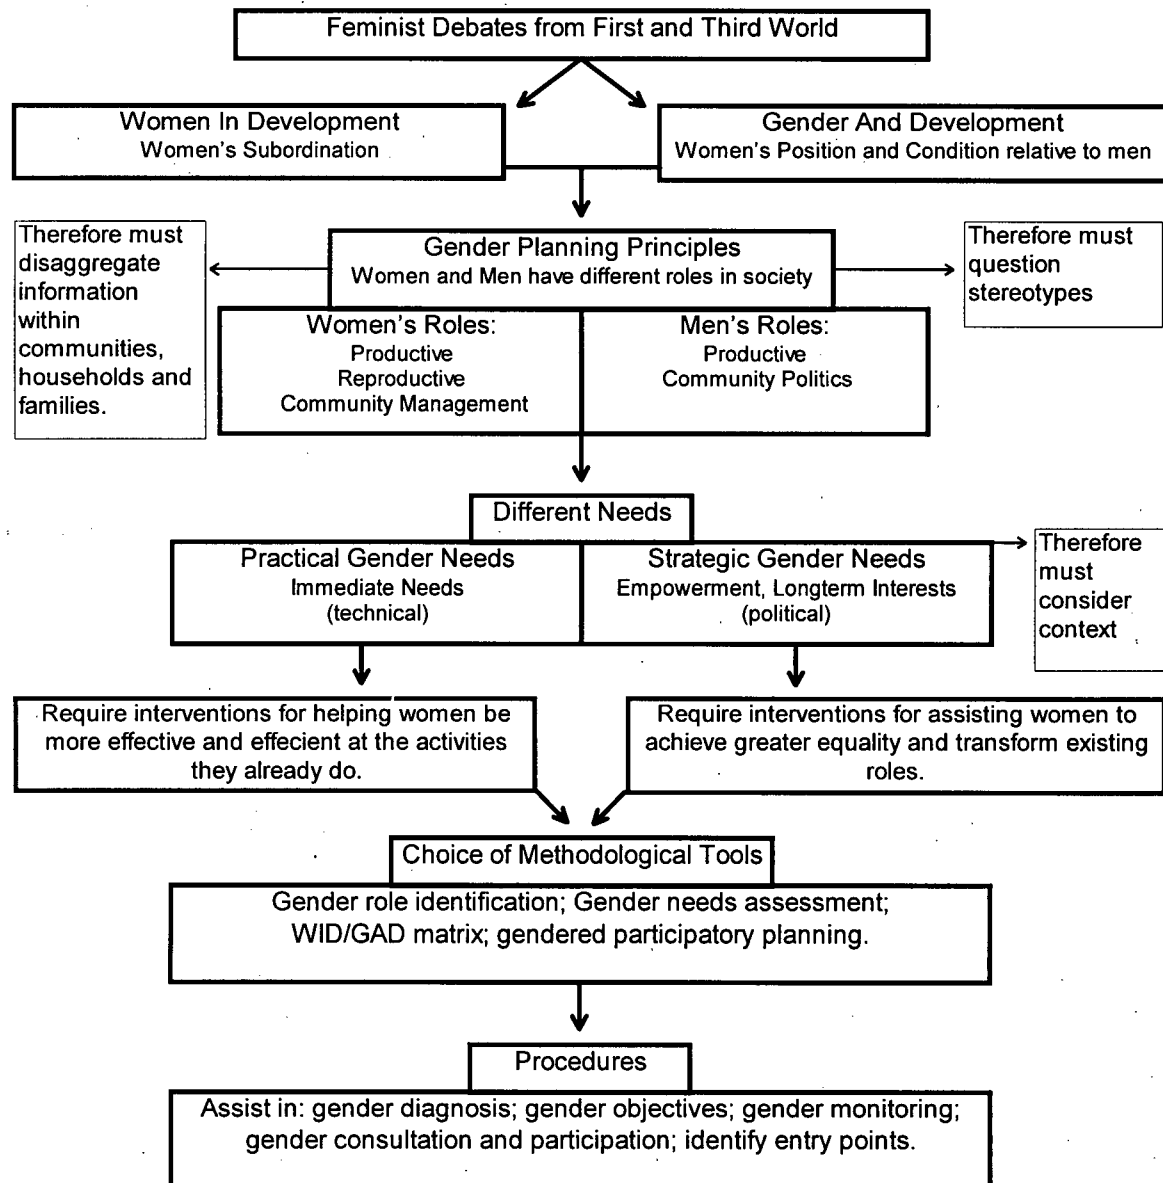 Feminist Debates from First and Third World
Women In Development
Women's Subordination
Gender And Development
Women's Position and Condition relative to men
Therefore must
disaggregate
information
within
communities,
households and
families.
Gender Planning Principles
Women and Men have different roles in society
Therefore must
question
stereotypes
Women's Roles:
Productive
Reproductive
Community Management
Men's Roles:
Productive
Community Politics
Different Needs
Practical Gender Needs
Immediate Needs
(technical)
Strategic Gender Needs
Empowerment, Longterm Interests
(political)
Therefore
must
consider
context
Require interventions for helping women be
more effective and effecient at the activities
they already do.
Require interventions for assisting women to
achieve greater equality and transform existing
roles.
Choice of Methodological Tools
Gender role identification; Gender needs assessment;
WID/GAD matrix; gendered participatory planning.
Procedures
Assist in: gender diagnosis; gender objectives; gender monitoring;
gender consultation and participation; identify entry points.